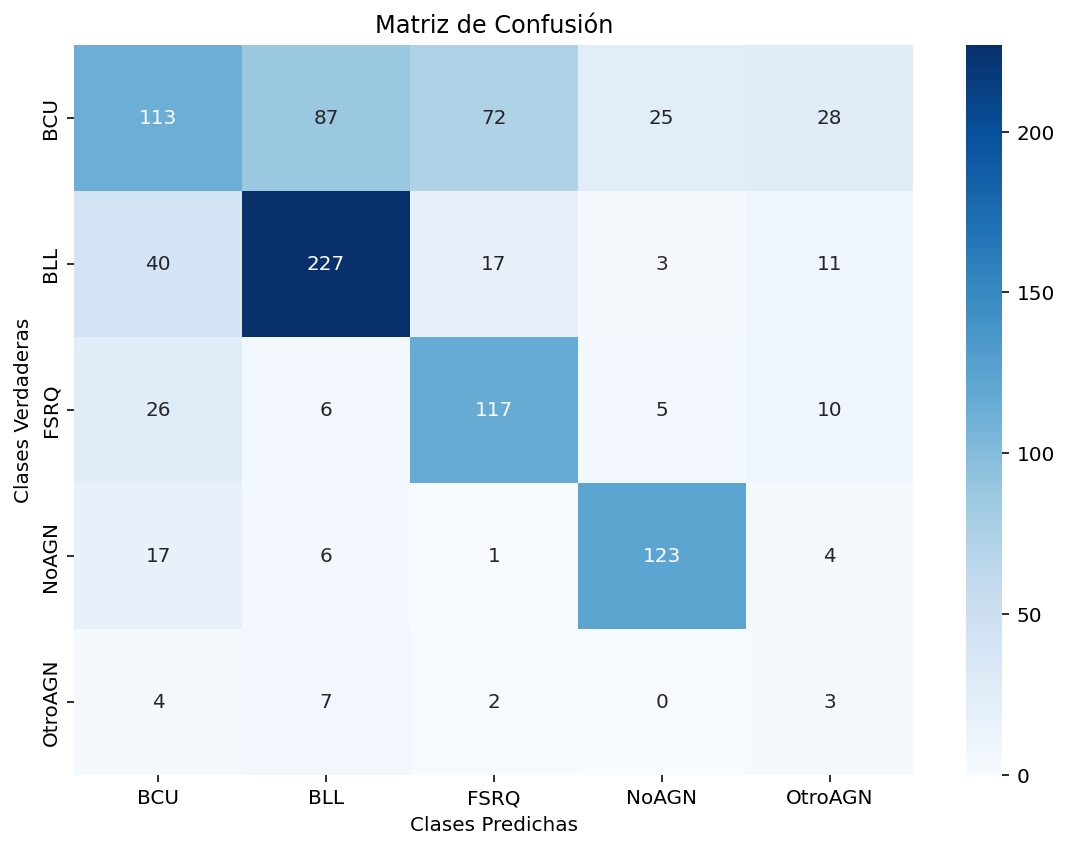 Matriz de Confusión
BCU 113 87 72 25 28
BLL 40 227 17 3 11
FSRQ 26 6 117 5 10
NoAGN 17 6 1 123 4
OtroAGN 4 7 2 0 3
BCU BLL FSRQ NoAGN OtroAGN
Clases Predichas
Clases Verdaderas
200
150
100
50
0